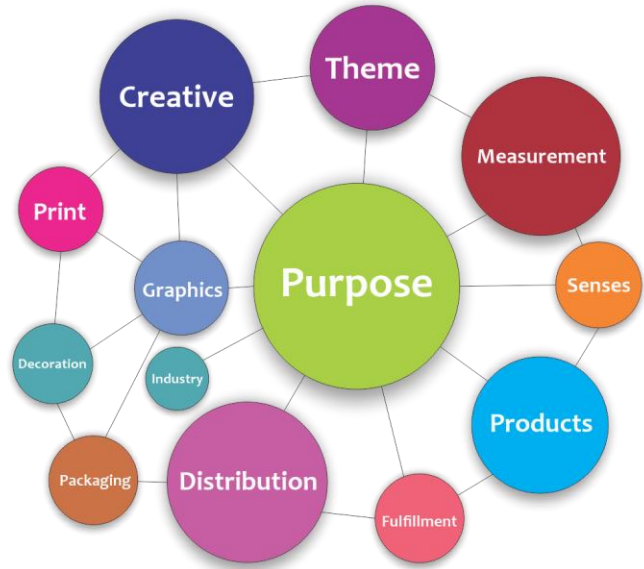 Theme
Creative
Measurement
Print
Purpose
Senses
Graphics
Decoration
Industry
Products
Packaging
Distribution
Fulfillment